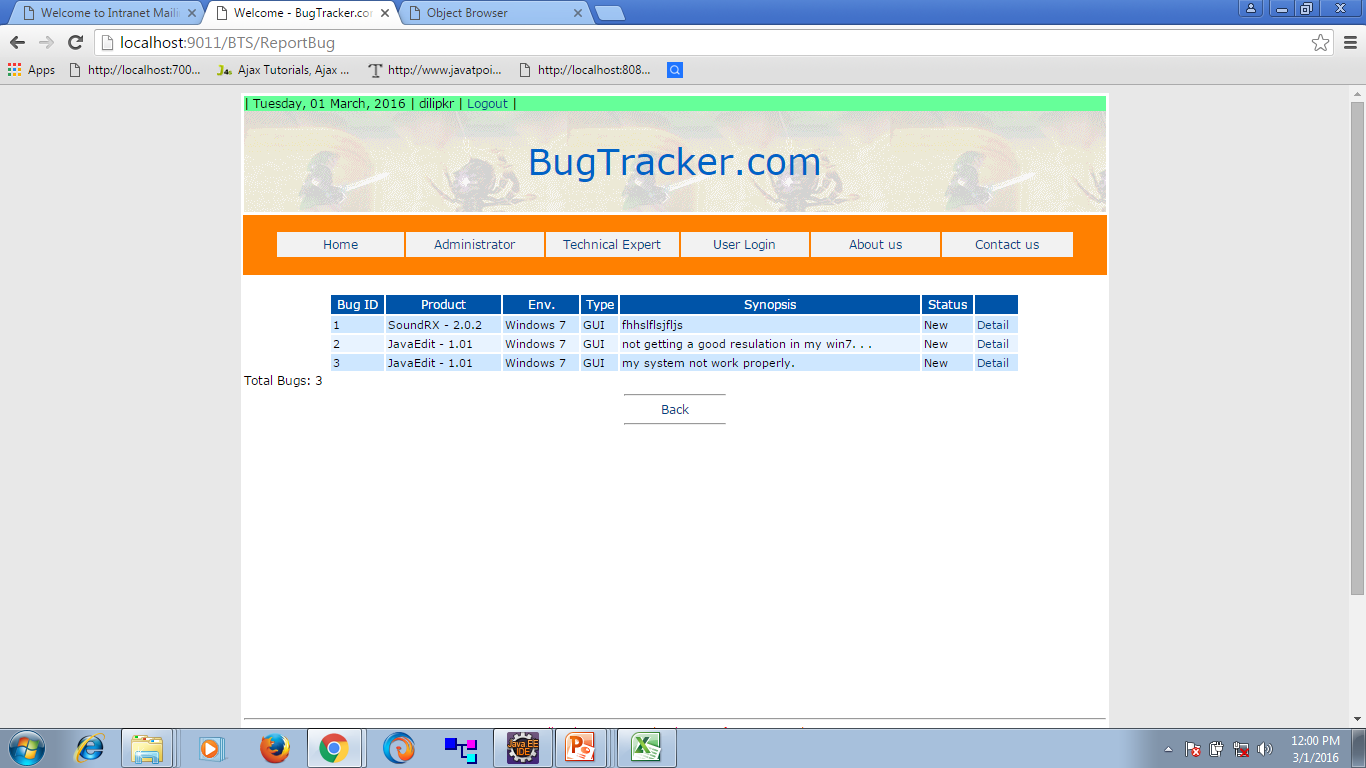 Welcome to Intranet Maili
Welcome - BugTracker.co
Object Browser
localhost:9011/BTS/ReportBug
Apps http://localhost:700... Ajax Tutorials, Ajax ... http://www.javatpoi... http://localhost:808...
| Tuesday, 01 March, 2016 | dilipkr | Logout |
BugTracker.com
Home Administrator Technical Expert User Login About us Contact us
Bug ID Product Env. Type Synopsis Status
1 SoundRX - 2.0.2 Windows 7 GUI fhhslflsjfljs New Detail
2 JavaEdit - 1.01 Windows 7 GUI not getting a good resulation in my win7. . . New Detail
3 JavaEdit - 1.01 Windows 7 GUI my system not work properly. New Detail
Total Bugs: 3
Back
Java EE
IDE
12:00 PM
3/1/2016